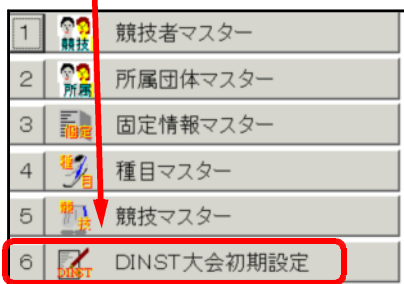 1 競技 競技者マスター
2 所属 所属団体マスター
3 固定 固定情報マスター
4 種目 種目マスター
5 競技 競技マスター
6 DINST DINST大会初期設定